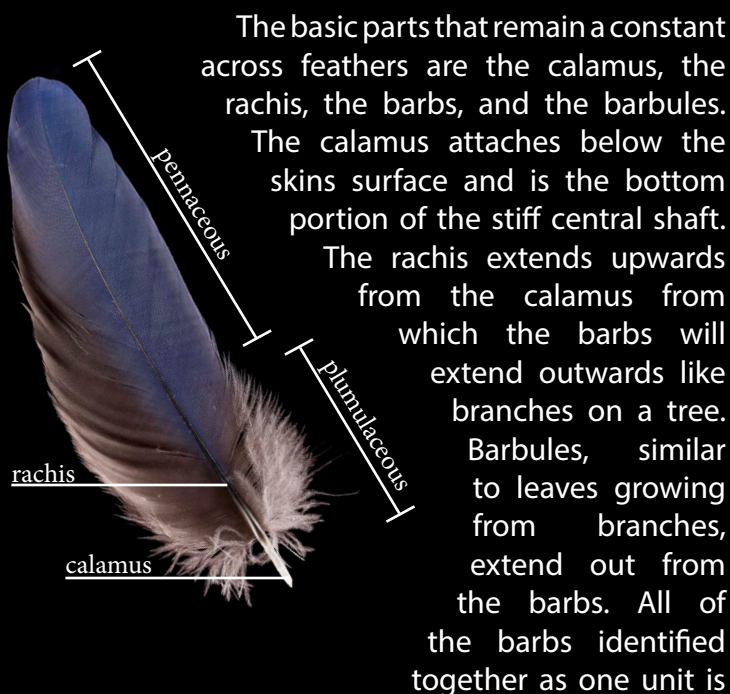 The basic parts that remain a constant
across feathers are the calamus, the
rachis, the barbs, and the barbules.
The calamus attaches below the
skins surface and is the bottom
portion of the stiff central shaft.
The rachis extends upwards
from the calamus from
which the barbs will
extend outwards like
branches on a tree.
Barbules, similar
to leaves growing
from branches,
extend out from
the barbs. All of
the barbs identified
together as one unit is
pennaceous
plumulaceous
rachis
calamus